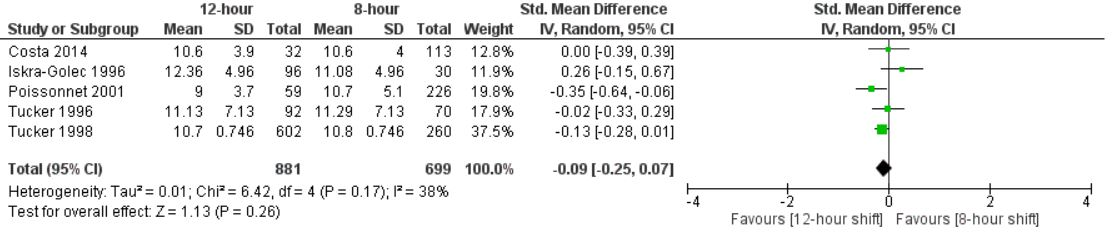 12-hour 8-hour Std. Mean Difference Std. Mean Difference
Study or Subgroup Mean SD Total Mean SD Total Weight IV, Random, 95% CI IV, Random, 95% CI
Costa 2014 10.6 3.9 32 10.6 4 113 12.8% 0.00 [-0.39, 0.39]
Iskra-Golec 1996 12.36 4.96 96 11.08 4.96 30 11.9% 0.26 [-0.15, 0.67]
Poissonnet 2001 9 3.7 59 10.7 5.1 226 19.8% -0.35 [-0.64, -0.06]
Tucker 1996 11.13 7.13 92 11.29 7.13 70 17.9% -0.02 [-0.33, 0.29]
Tucker 1998 10.7 0.746 602 10.8 0.746 260 37.5% -0.13 [-0.28, 0.01]
Total (95% CI) 881 699 100.0% -0.09 [-0.25, 0.07]
Heterogeneity: Tau² = 0.01; Chi² = 6.42, df = 4 (P = 0.17); I² = 38%
Test for overall effect: Z = 1.13 (P = 0.26)
-4 -2 0 2 4
Favours [12-hour shift] Favours [8-hour shift]